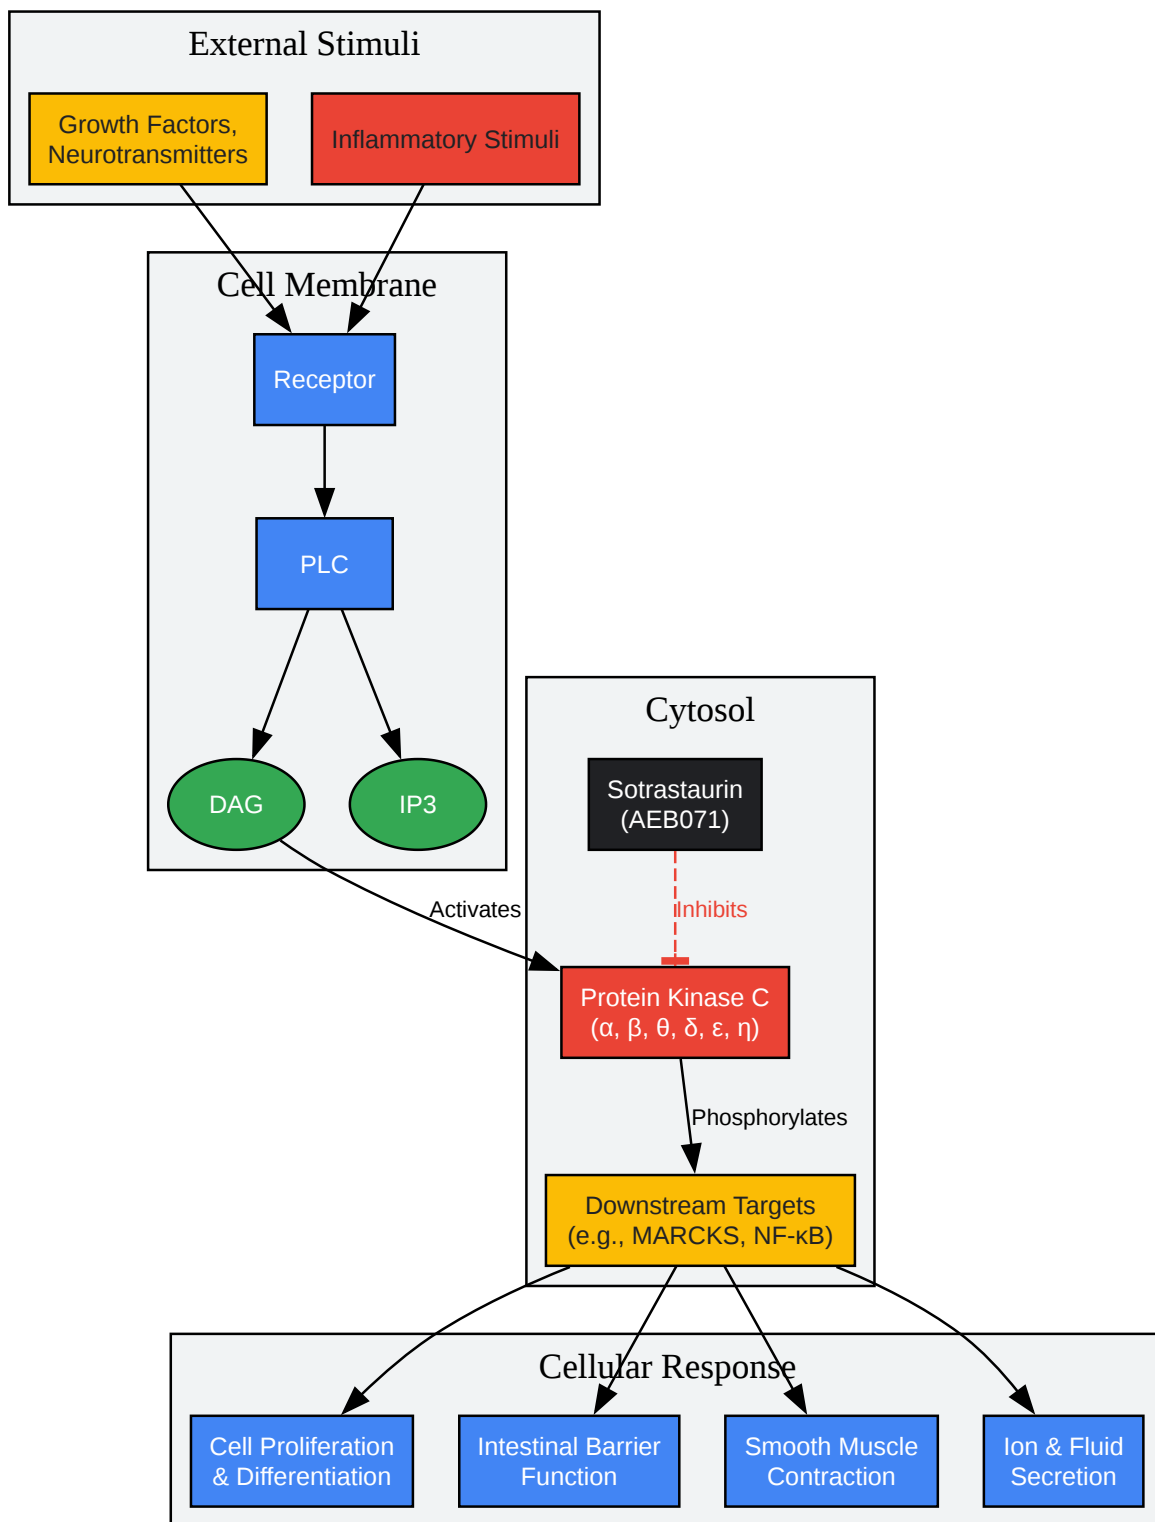 External Stimuli
Growth Factors,
Neurotransmitters
Inflammatory Stimuli
Cell Membrane
Receptor
PLC
DAG
IP3
Cytosol
Sotrastaurin
(AEB071)
Activates
Inhibits
Protein Kinase C
(α, β, θ, δ, ε, η)
Phosphorylates
Downstream Targets
(e.g., MARCKS, NF-κB)
Cellular Response
Cell Proliferation
& Differentiation
Intestinal Barrier
Function
Smooth Muscle
Contraction
Ion & Fluid
Secretion